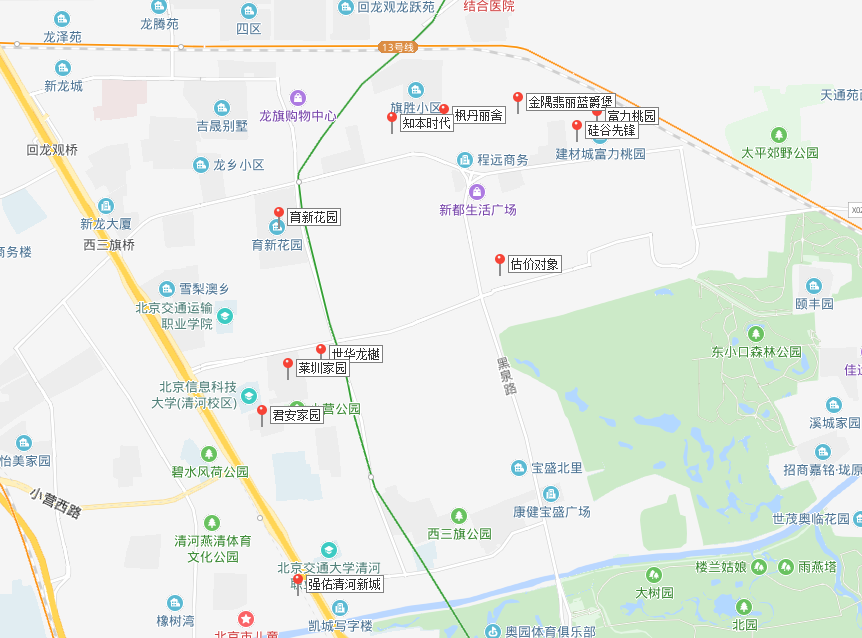 结合医院
回龙观龙跃苑
龙腾苑
四区
龙泽苑
13号线
新龙城
天通苑西
龙旗购物中心
旗胜小区
枫丹丽舍
金隅翡丽蓝爵堡
富力桃园
知本时代
硅谷先锋
吉晟别墅
回龙观桥
龙乡小区
程远商务
建材城富力桃园
太平郊野公园
新龙大厦
新都生活广场
育新花园
育新花园
西三旗桥
商务楼
估价对象
雪梨澳乡
颐丰园
北京交通运输
职业学院
东小口森林公园
世华龙樾
莱圳家园
黑泉路
北京信息科技
大学(清河校区)
君安家园
小营公园
溪城家园
怡美家园
碧水风荷公园
宝盛北里
招商嘉铭·珑原
小营西路
康健宝盛广场
世茂奥临花园
西三旗公园
清河燕清体育
文化公园
北京交通大学清河
强佑清河新城
楼兰姑娘
雨燕塔
大树园
橡树湾
北园
凯城写字楼
奥园体育俱乐部
北京市儿童